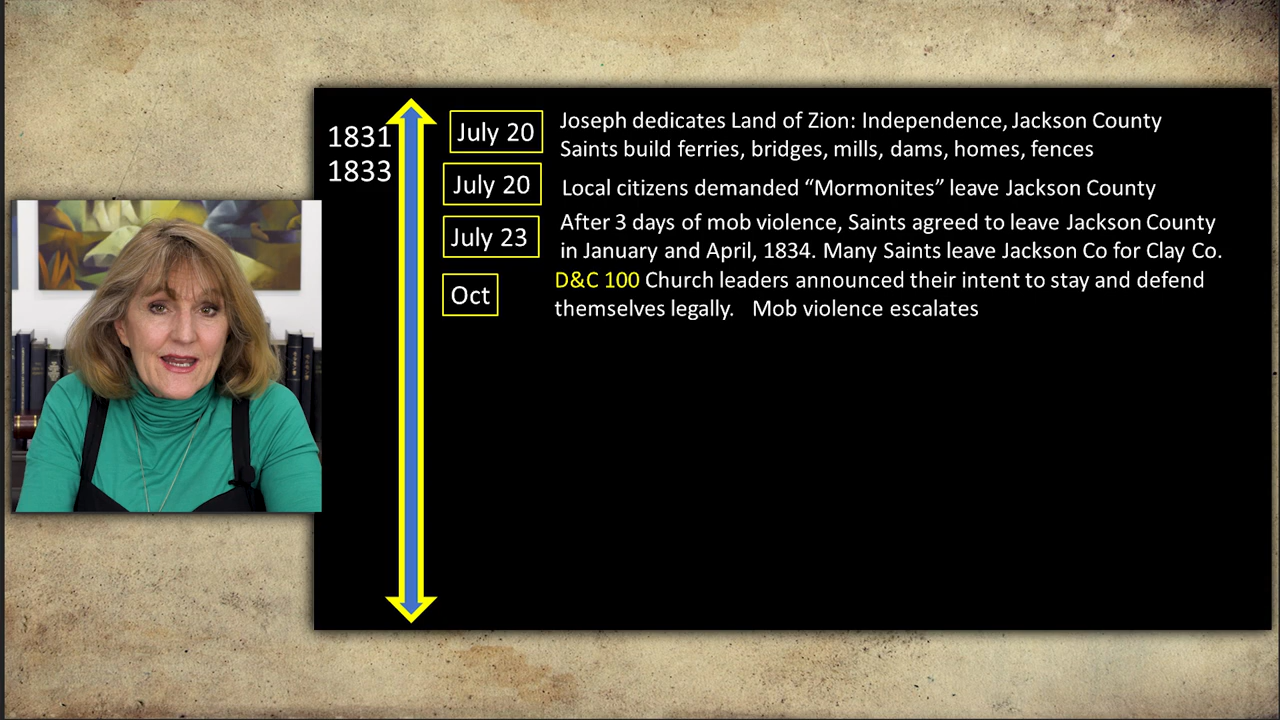 1831
July 20
Joseph dedicates Land of Zion: Independence, Jackson County
Saints build ferries, bridges, mills, dams, homes, fences
1833
July 20
Local citizens demanded “Mormonites” leave Jackson County
July 23
After 3 days of mob violence, Saints agreed to leave Jackson County
in January and April, 1834. Many Saints leave Jackson Co for Clay Co.
Oct
D&C 100 Church leaders announced their intent to stay and defend
themselves legally. Mob violence escalates